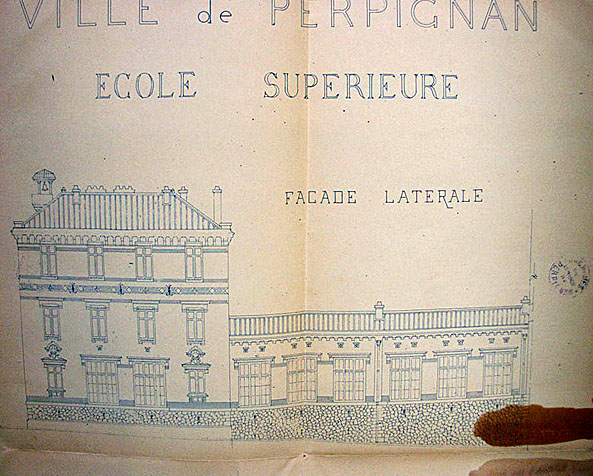 VILLE de PERPIGNAN
ECOLE SUPERIEURE
FACADE LATERALE